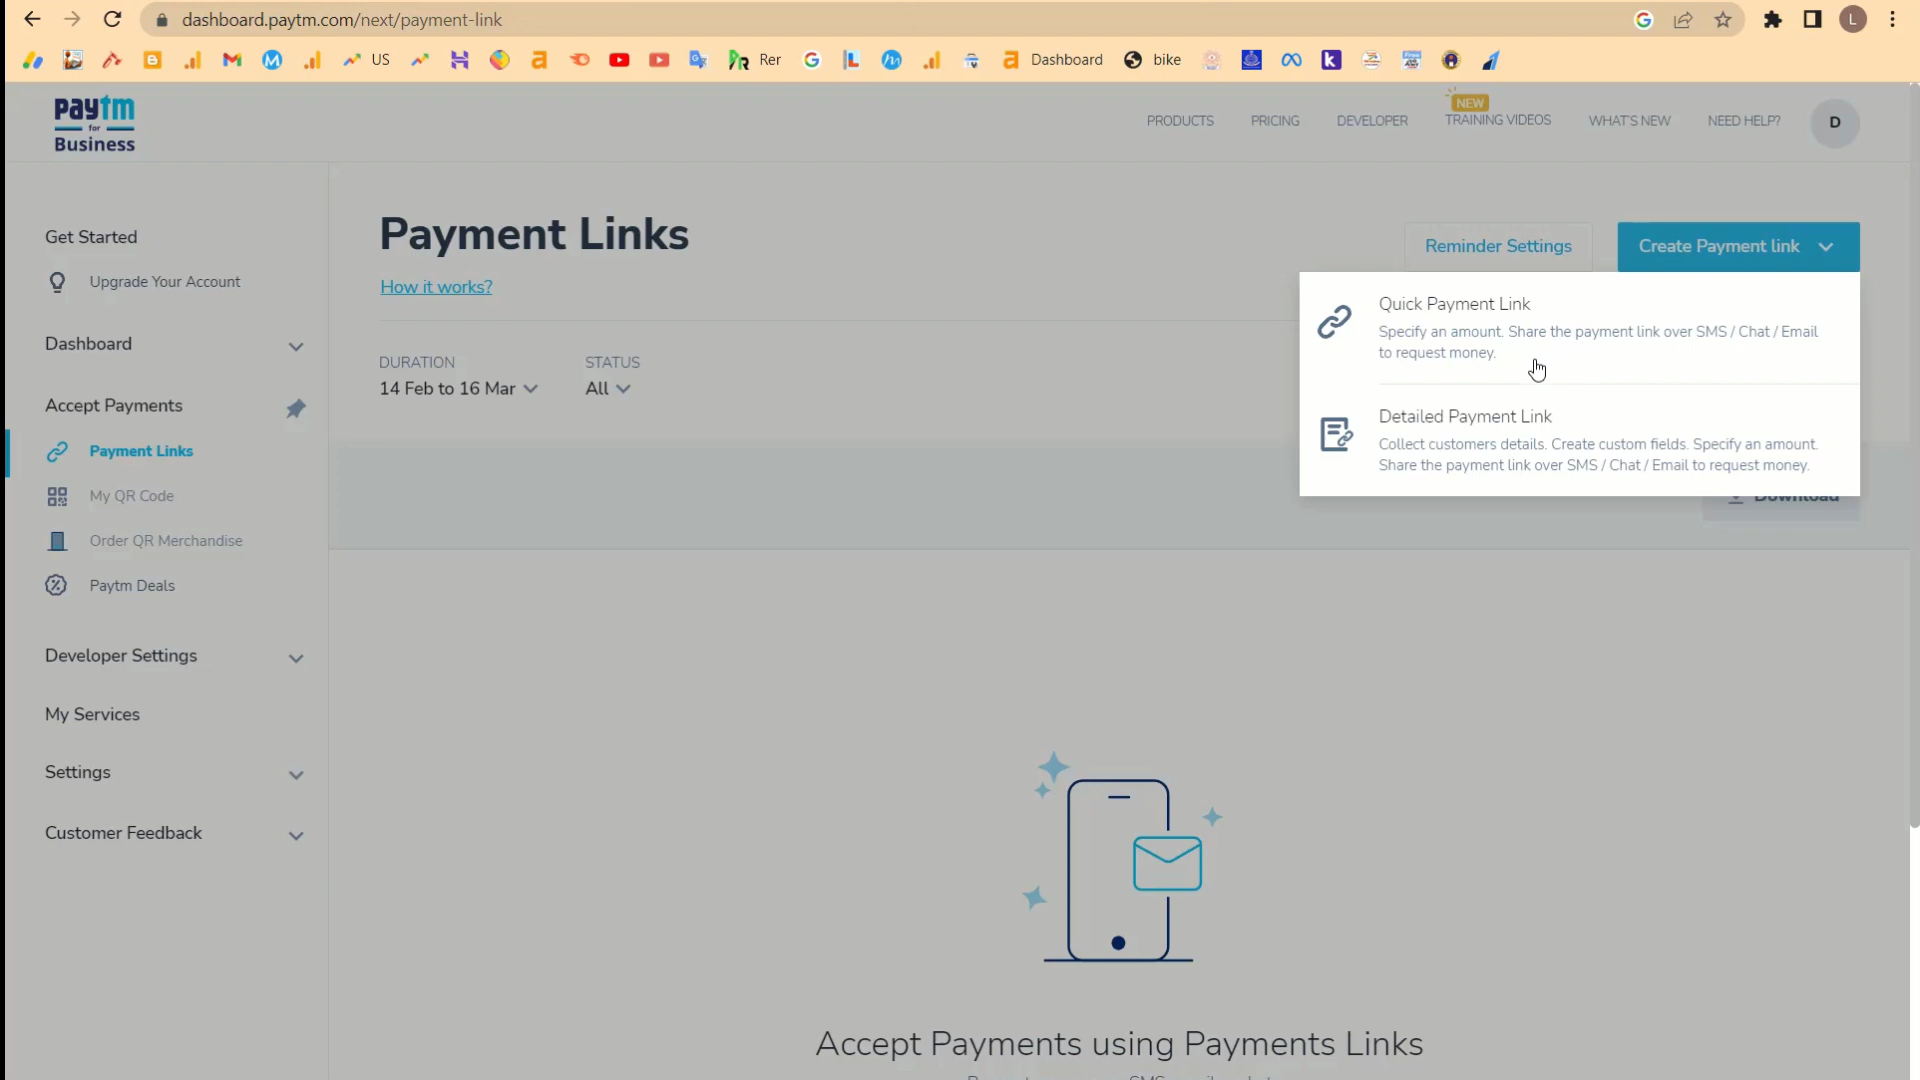 dashboard.paytm.com/next/payment-link
L
US
Rer
Dashboard
bike
paytm
for
Business
PRODUCTS
PRICING
DEVELOPER
NEW
TRAINING VIDEOS
WHAT'S NEW
NEED HELP?
D
Get Started
Upgrade Your Account
Dashboard
Accept Payments
Payment Links
My QR Code
Order QR Merchandise
Paytm Deals
Developer Settings
My Services
Settings
Customer Feedback
Payment Links
How it works?
Reminder Settings
Create Payment link
DURATION
14 Feb to 16 Mar
STATUS
All
Quick Payment Link
Specify an amount. Share the payment link over SMS / Chat / Email
to request money.
Detailed Payment Link
Collect customers details. Create custom fields. Specify an amount.
Share the payment link over SMS / Chat / Email to request money.
Download
Accept Payments using Payments Links